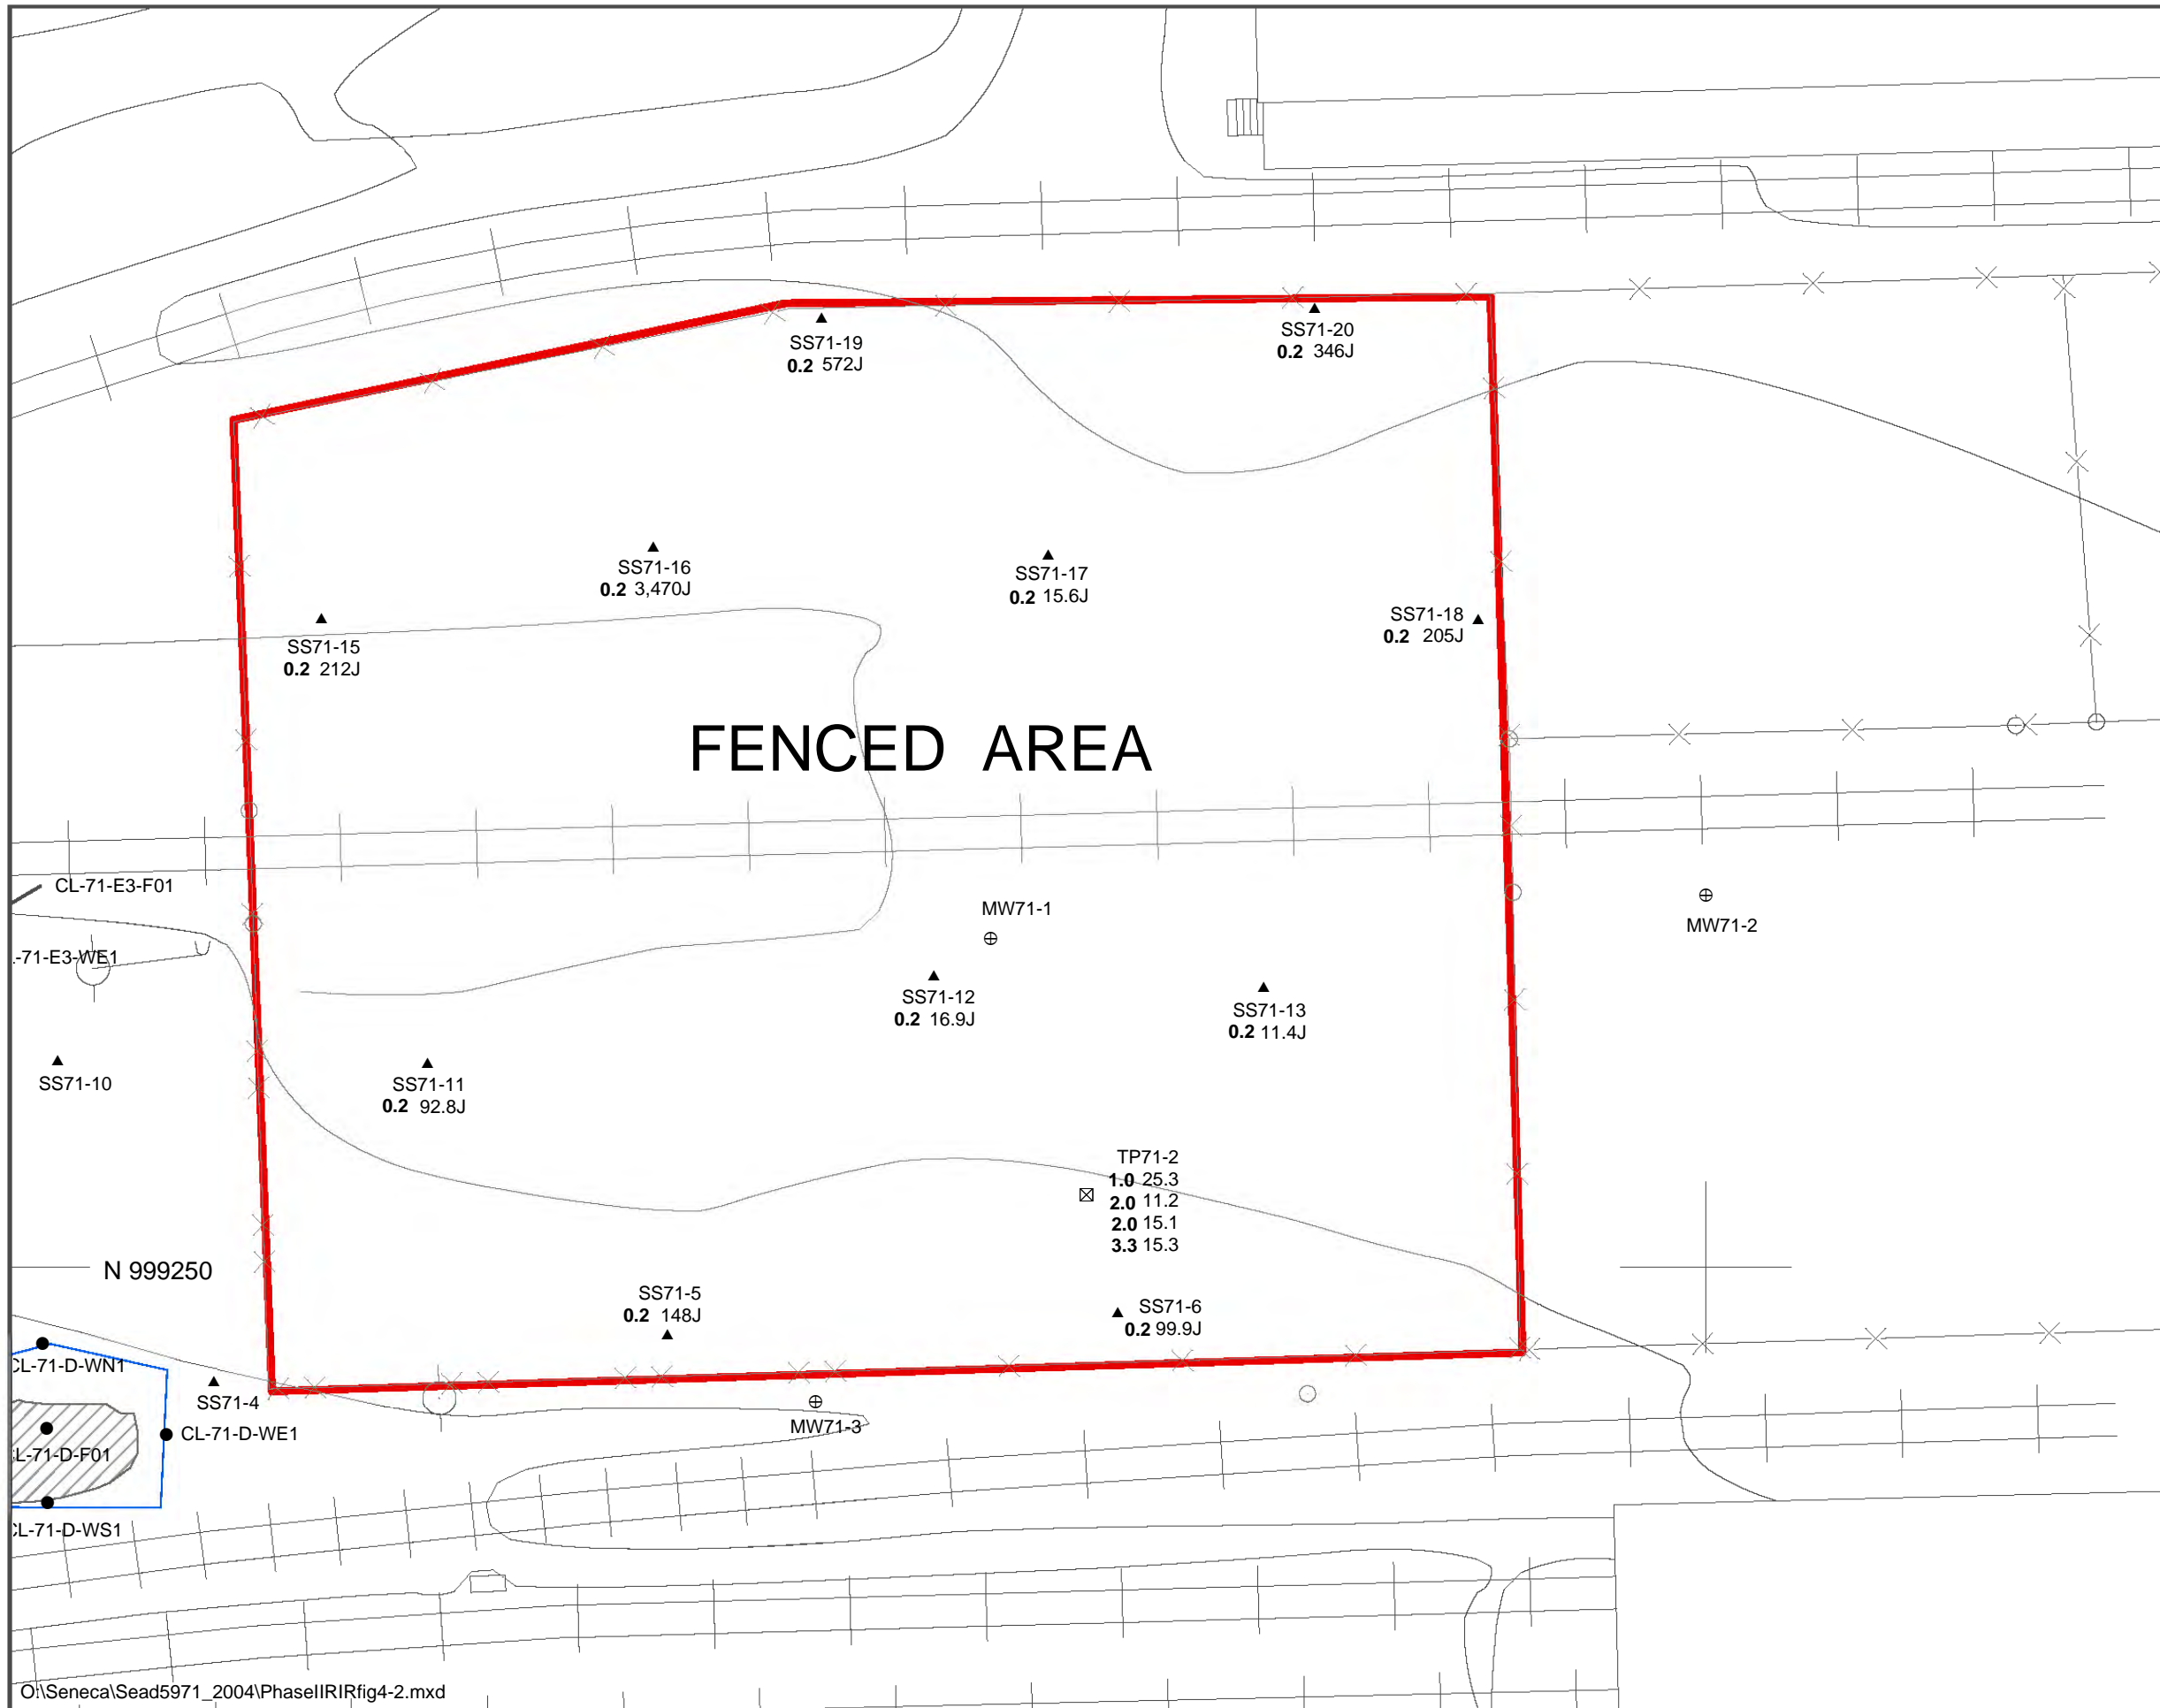 SS71-19
0.2 572J
SS71-20
0.2 346J
SS71-16
0.2 3,470J
SS71-17
0.2 15.6J
SS71-18
0.2 205J
SS71-15
0.2 212J
FENCED AREA
CL-71-E3-F01
MW71-1
MW71-2
-71-E3-WE1
SS71-12
0.2 16.9J
SS71-13
0.2 11.4J
SS71-10
SS71-11
0.2 92.8J
TP71-2
1.0 25.3
2.0 11.2
2.0 15.1
3.3 15.3
N 999250
SS71-5
0.2 148J
SS71-6
0.2 99.9J
CL-71-D-WN1
SS71-4
MW71-3
CL-71-D-WE1
L-71-D-F01
CL-71-D-WS1
O:\Seneca\Sead5971_2004\PhaseIIRIRfig4-2.mxd